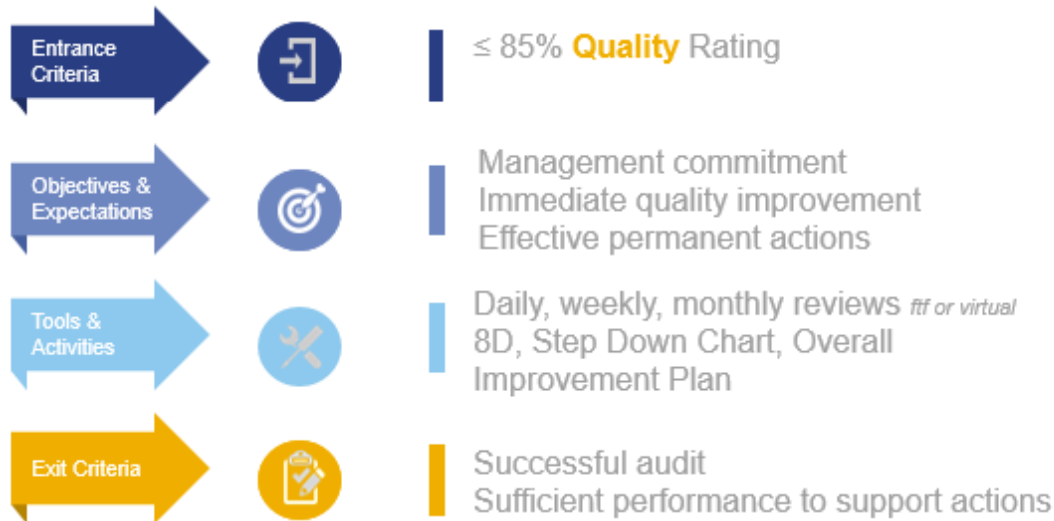 Entrance
Criteria
≤ 85% Quality Rating
Objectives &
Expectations
Management commitment
Immediate quality improvement
Effective permanent actions
Tools &
Activities
Daily, weekly, monthly reviews ftf or virtual
8D, Step Down Chart, Overall
Improvement Plan
Exit Criteria
Successful audit
Sufficient performance to support actions